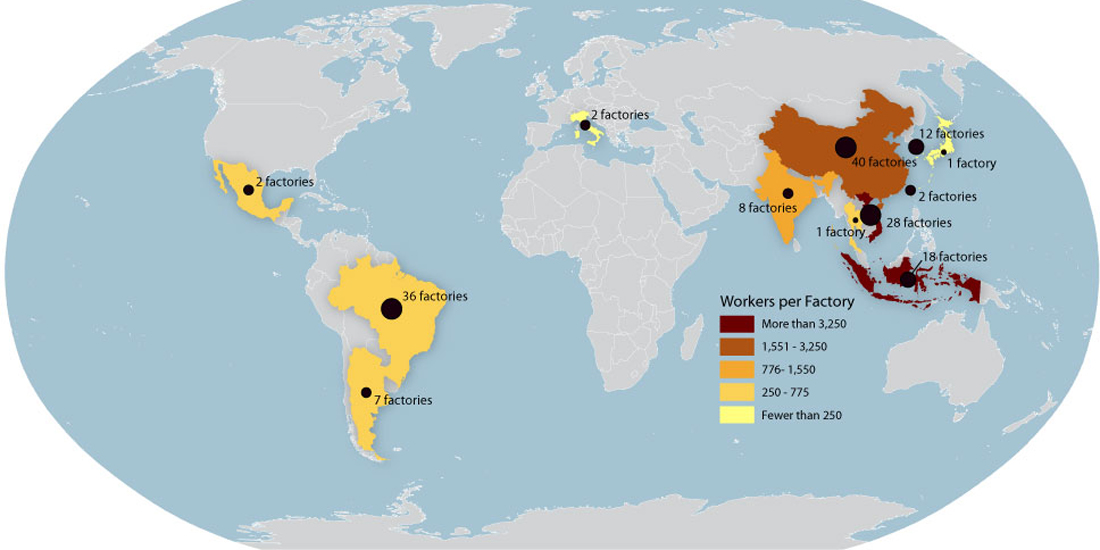 2 factories
12 factories
40 factories
1 factory
2 factories
2 factories
8 factories
28 factories
1 factory
18 factories
36 factories
7 factories
Workers per Factory
More than 3,250
1,551 - 3,250
776- 1,550
250 - 775
Fewer than 250